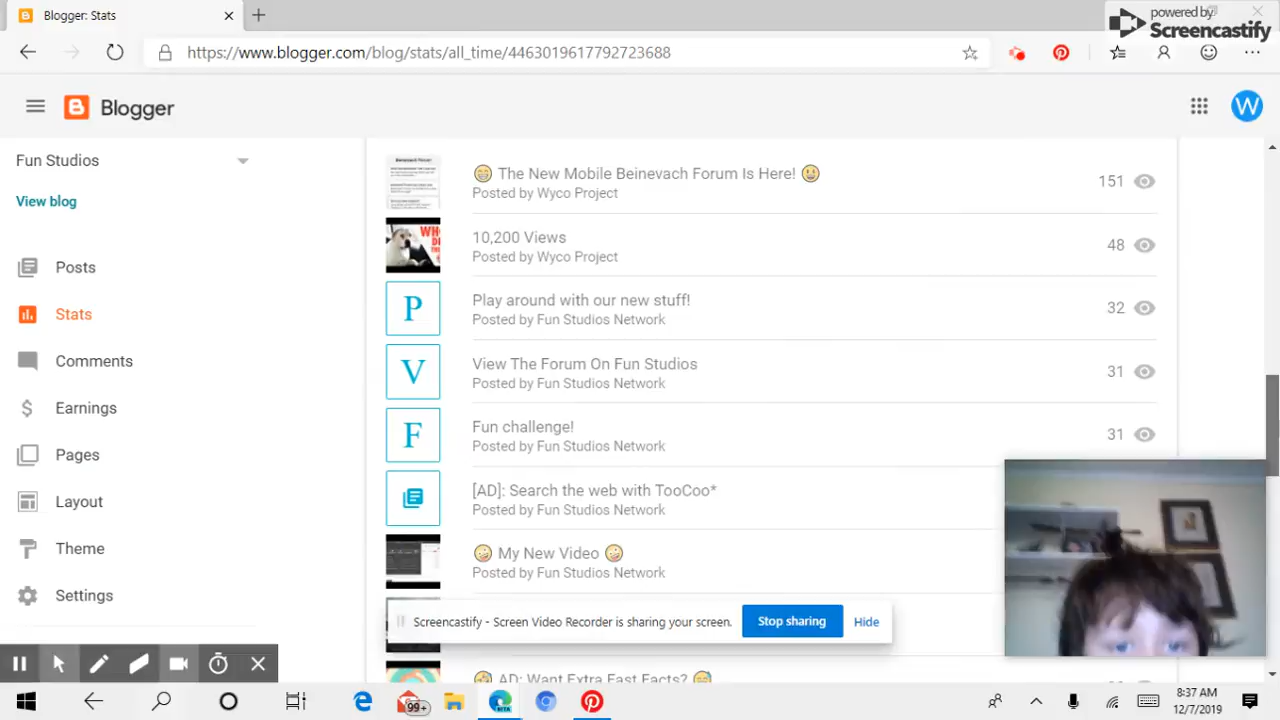 Blogger: Stats
powered by
Screencastify
https://www.blogger.com/blog/stats/all_time/4463019617792723688
Blogger
W
Fun Studios
View blog
Posts
Stats
Comments
Earnings
Pages
Layout
Theme
Settings
😀 The New Mobile Beinevach Forum Is Here! 😀
Posted by Wyco Project
151
10,200 Views
Posted by Wyco Project
48
P
Play around with our new stuff!
Posted by Fun Studios Network
32
V
View The Forum On Fun Studios
Posted by Fun Studios Network
31
F
Fun challenge!
Posted by Fun Studios Network
31
[AD]: Search the web with TooCoo*
Posted by Fun Studios Network
🤪 My New Video 🤪
Posted by Fun Studios Network
Screencastify - Screen Video Recorder is sharing your screen.
Stop sharing
Hide
AD: Want Extra Fast Facts?
99+
8:37 AM
12/7/2019